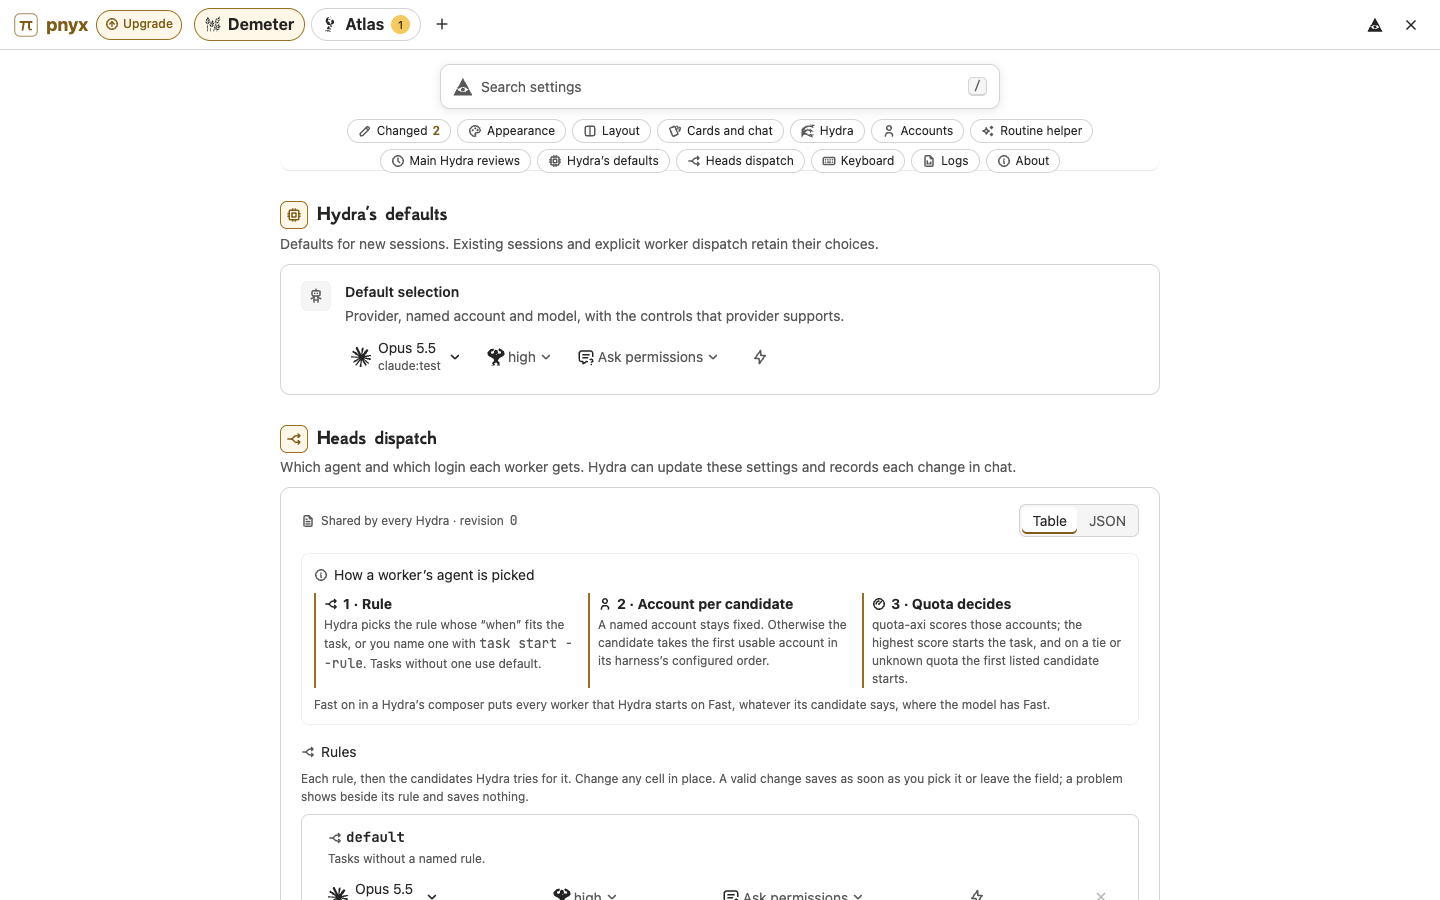 π pnyx
Upgrade
Demeter
Atlas 1
+
Search settings /
Changed 2
Appearance
Layout
Cards and chat
Hydra
Accounts
Routine helper
Main Hydra reviews
Hydra's defaults
Heads dispatch
Keyboard
Logs
About
Hydra's defaults
Defaults for new sessions. Existing sessions and explicit worker dispatch retain their choices.
Default selection
Provider, named account and model, with the controls that provider supports.
Opus 5.5
claude:test
high
Ask permissions
Heads dispatch
Which agent and which login each worker gets. Hydra can update these settings and records each change in chat.
Shared by every Hydra · revision 0
Table JSON
How a worker's agent is picked
1 · Rule
Hydra picks the rule whose “when” fits the
task, or you name one with task start -
-rule. Tasks without one use default.
2 · Account per candidate
A named account stays fixed. Otherwise the
candidate takes the first usable account in
its harness's configured order.
3 · Quota decides
quota-axi scores those accounts; the
highest score starts the task, and on a tie or
unknown quota the first listed candidate
starts.
Fast on in a Hydra's composer puts every worker that Hydra starts on Fast, whatever its candidate says, where the model has Fast.
Rules
Each rule, then the candidates Hydra tries for it. Change any cell in place. A valid change saves as soon as you pick it or leave the field; a problem
shows beside its rule and saves nothing.
default
Tasks without a named rule.
Opus 5.5
high
Ask permissions